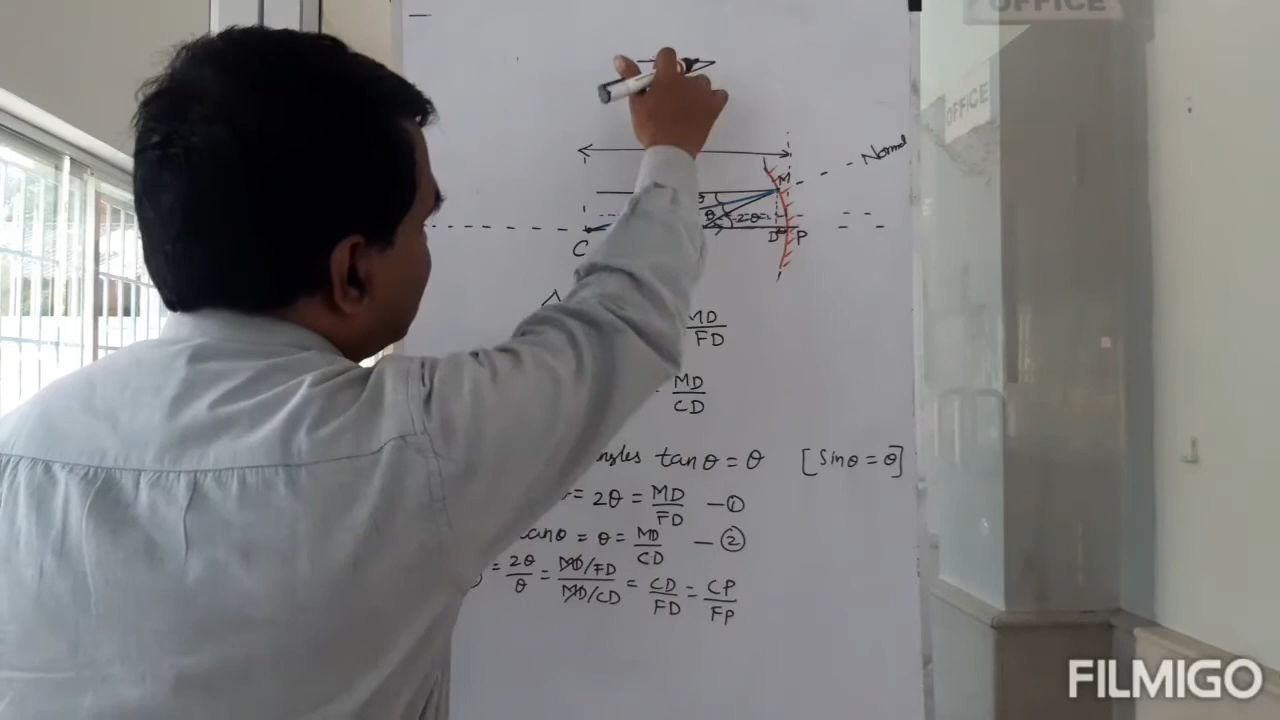 OFFICE
OFFICE
Normal
M
θ 2θ
C D P
MD
FD
MD
CD
tanθ = θ [Sinθ = θ]
= 2θ = MD/FD —①
tanθ = θ = MD/CD — ②
= 2θ/θ = MD/FD / MD/CD = CD/FD = CP/FP
FILMIGO